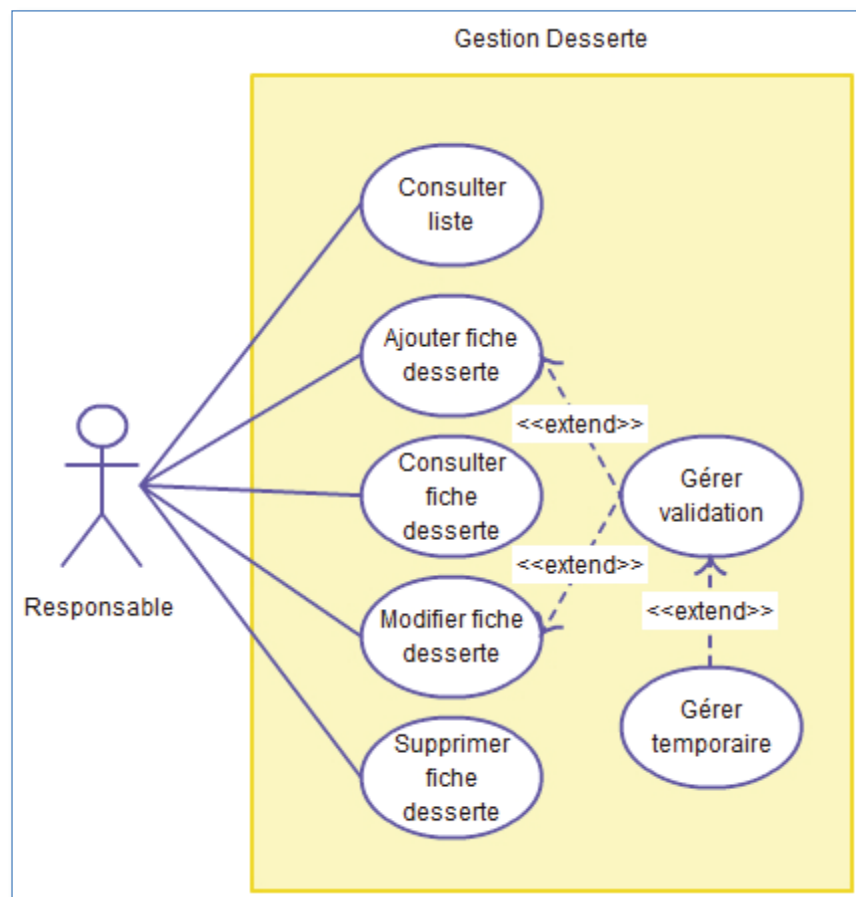 Gestion Desserte
Consulter
liste
Ajouter fiche
desserte
<<extend>>
Consulter
fiche
desserte
Gérer
validation
<<extend>>
Responsable
Modifier fiche
desserte
<<extend>>
Gérer
temporaire
Supprimer
fiche
desserte